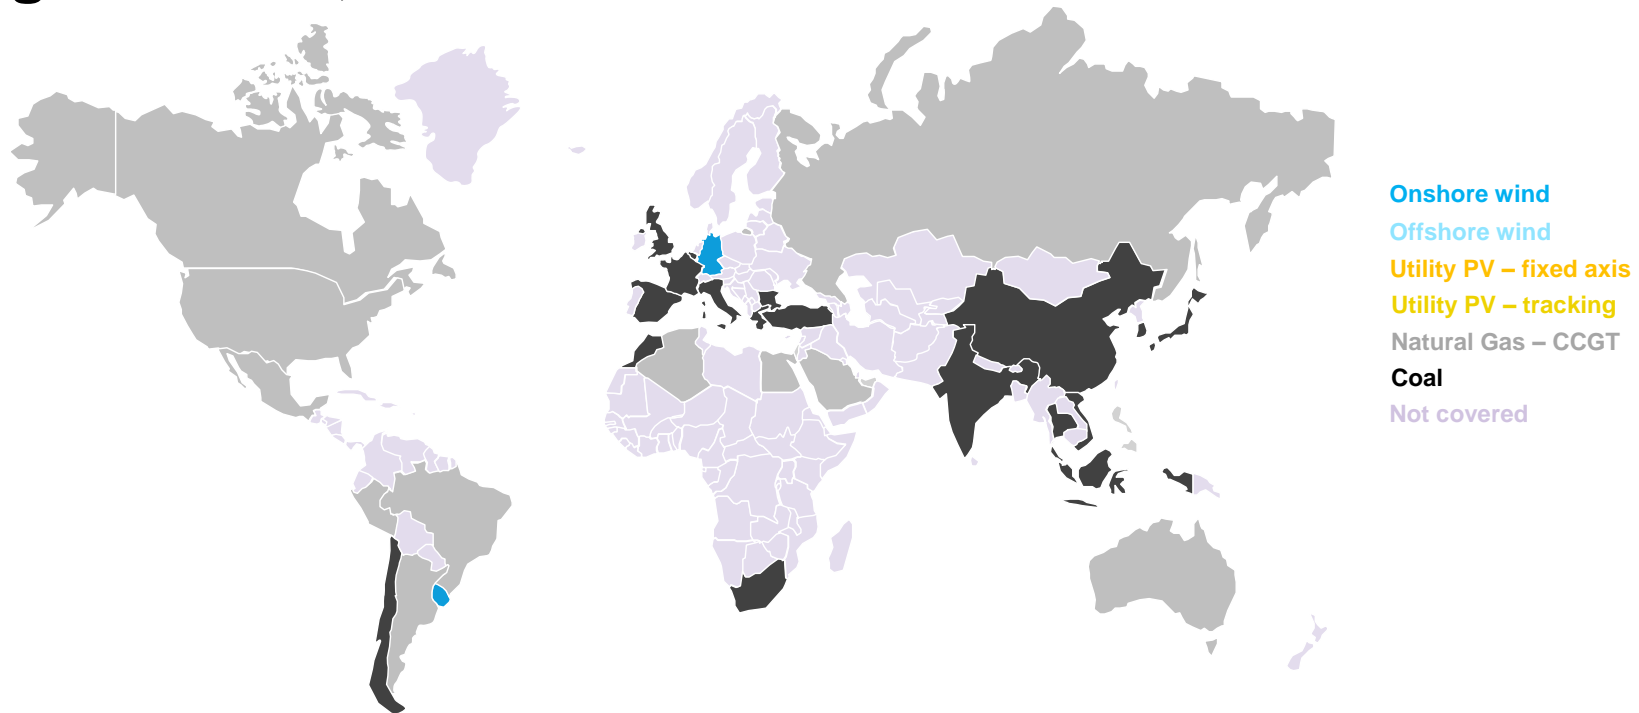 Onshore wind
Offshore wind
Utility PV – fixed axis
Utility PV – tracking
Natural Gas – CCGT
Coal
Not covered